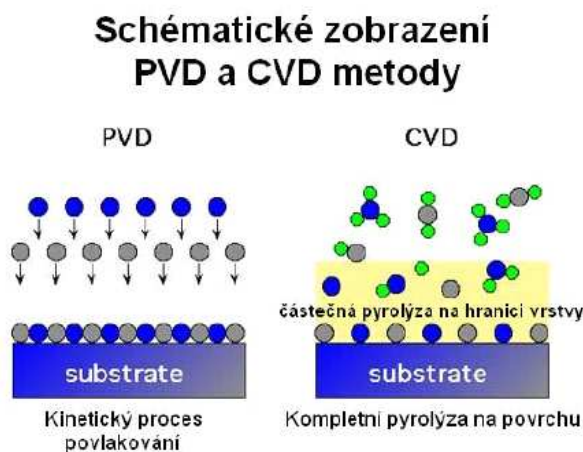 Schématické zobrazení
PVD a CVD metody
PVD
CVD
částečná pyrolýza na hranici vrstvy
substrate
substrate
Kinetický proces
povlakování
Kompletní pyrolýza na povrchu